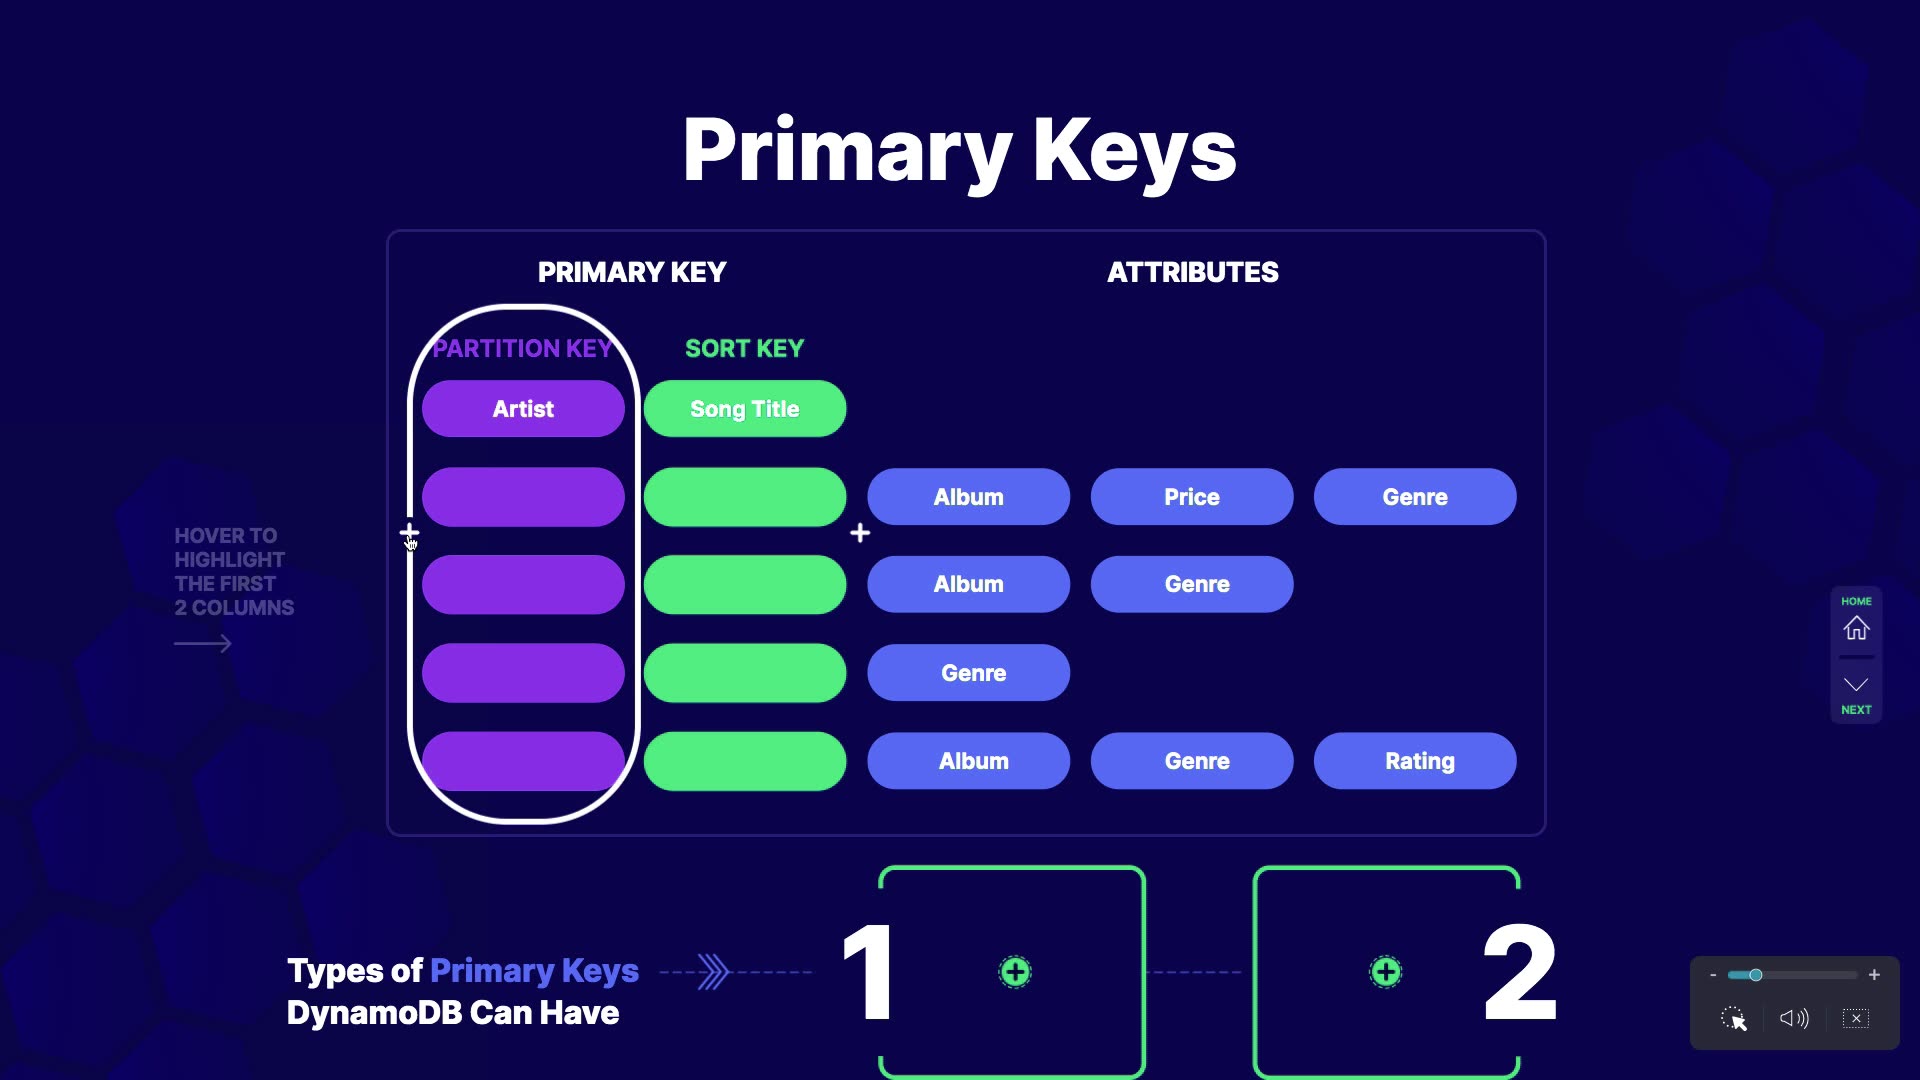 Primary Keys
PRIMARY KEY
ATTRIBUTES
PARTITION KEY
SORT KEY
Artist
Song Title
Album
Price
Genre
HOVER TO
HIGHLIGHT
THE FIRST
2 COLUMNS
Album
Genre
Genre
Album
Genre
Rating
HOME
NEXT
Types of Primary Keys
DynamoDB Can Have
1
2